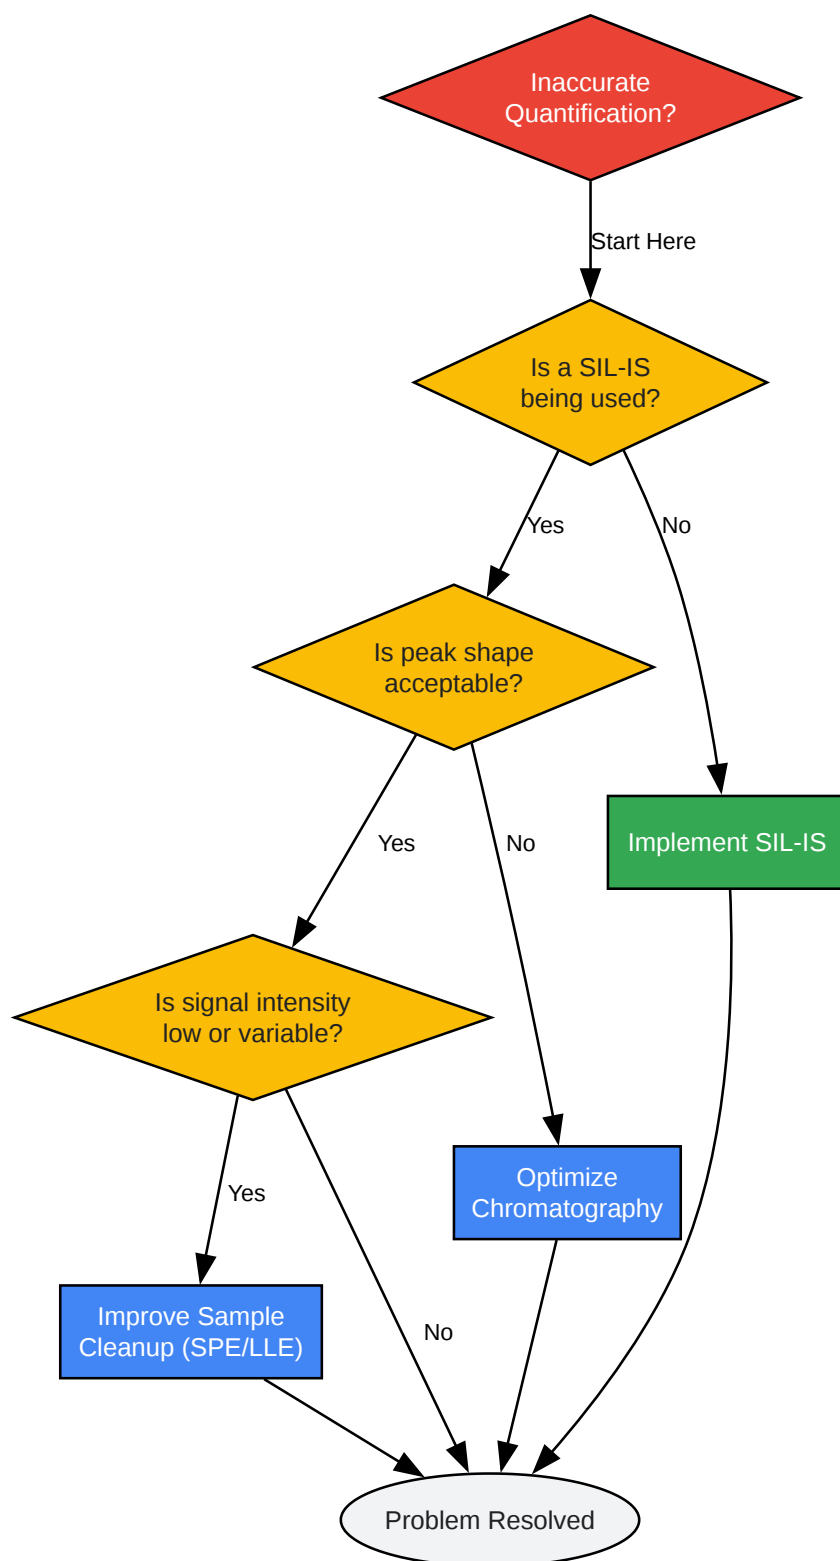 Inaccurate
Quantification?
Start Here
Is a SIL-IS
being used?
Yes
No
Is peak shape
acceptable?
Yes
No
Implement SIL-IS
Is signal intensity
low or variable?
Yes
Optimize
Chromatography
Improve Sample
Cleanup (SPE/LLE)
No
Problem Resolved